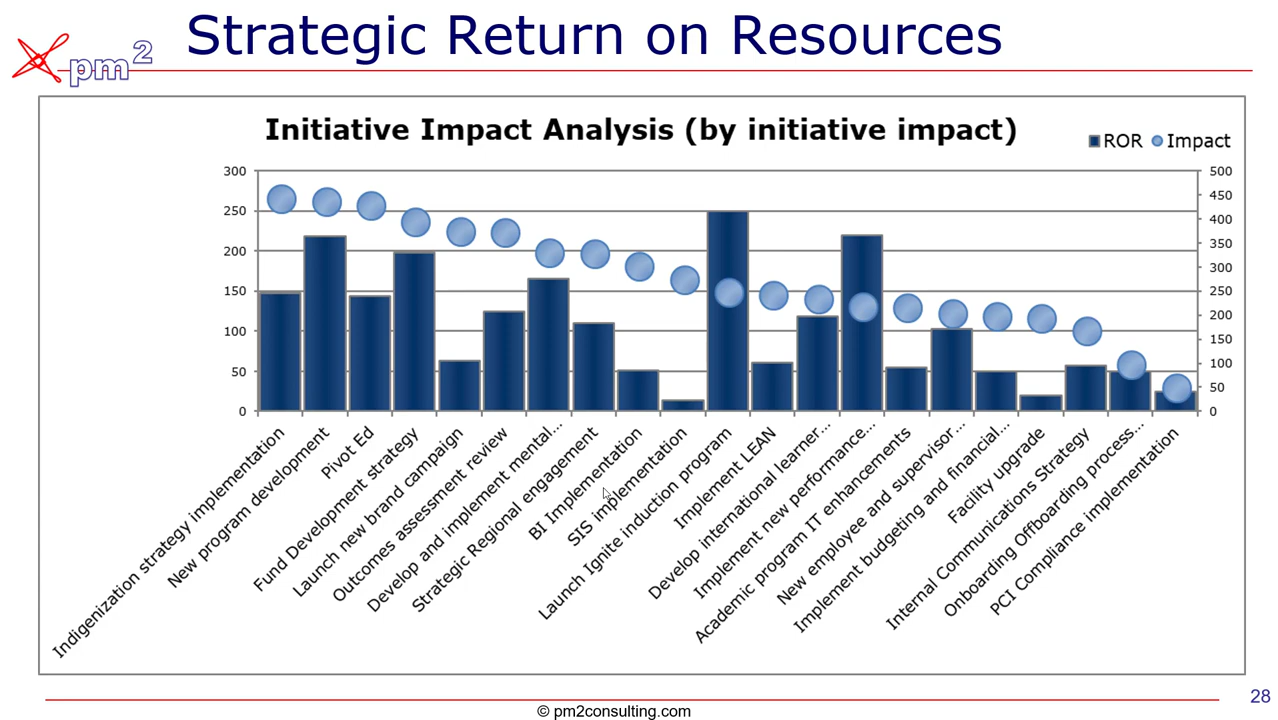 Strategic Return on Resources
pm2
Initiative Impact Analysis (by initiative impact)
ROR Impact
300
250
200
150
100
50
0
500
450
400
350
300
250
200
150
100
50
0
Indigenization strategy implementation
New program development
Pivot Ed
Fund Development strategy
Launch new brand campaign
Outcomes assessment review
Develop and implement mental...
Strategic Regional engagement
BI Implementation
SIS implementation
Launch Ignite induction program
Implement LEAN
Develop international learner...
Implement new performance...
Academic program IT enhancements
New employee and supervisor...
Implement budgeting and financial...
Facility upgrade
Internal Communications Strategy
Onboarding Offboarding process...
PCI Compliance implementation
28
© pm2consulting.com